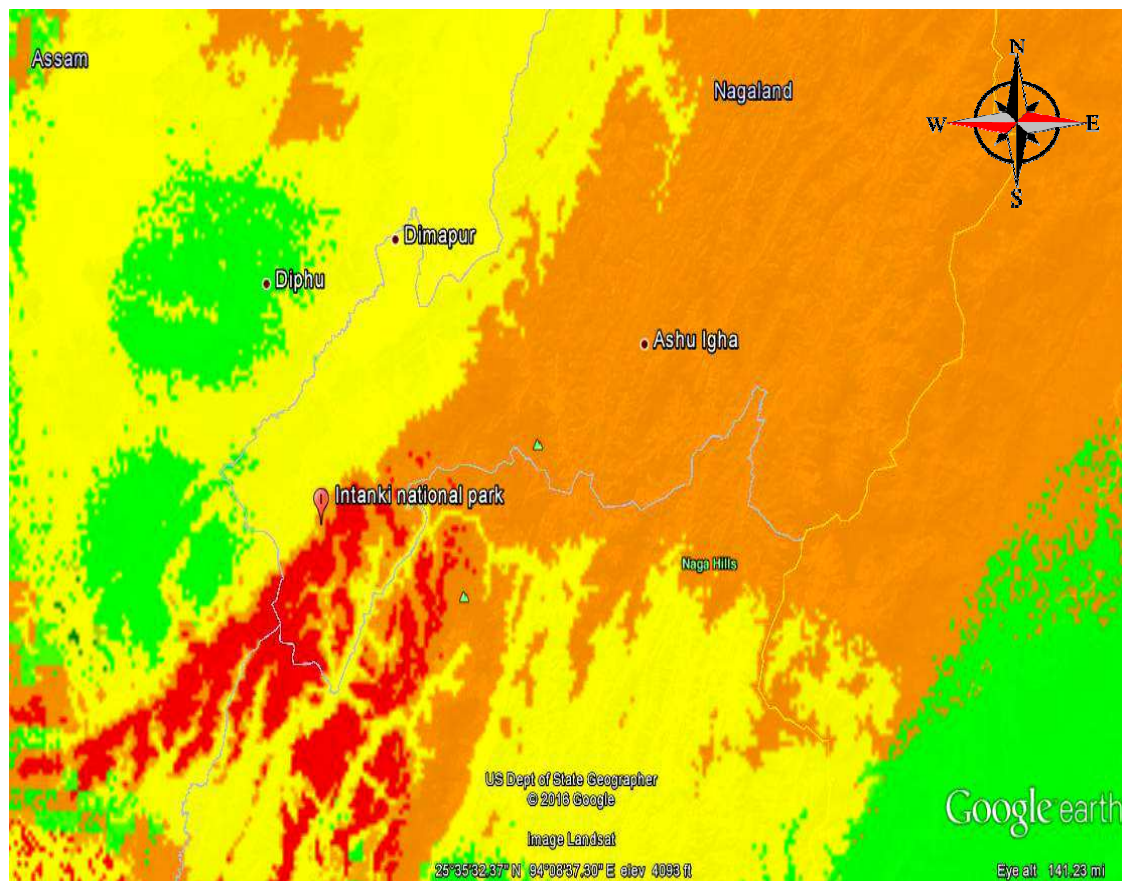 Assam
Nagaland
N
W
E
S
Dimapur
Diphu
Ashu Igha
Intanki national park
Naga Hills
US Dept of State Geographer
© 2016 Google
Image Landsat
Google earth
25°35'32.37" N 94°08'37.30" E elev 4093 ft
Eye alt 141.23 mi